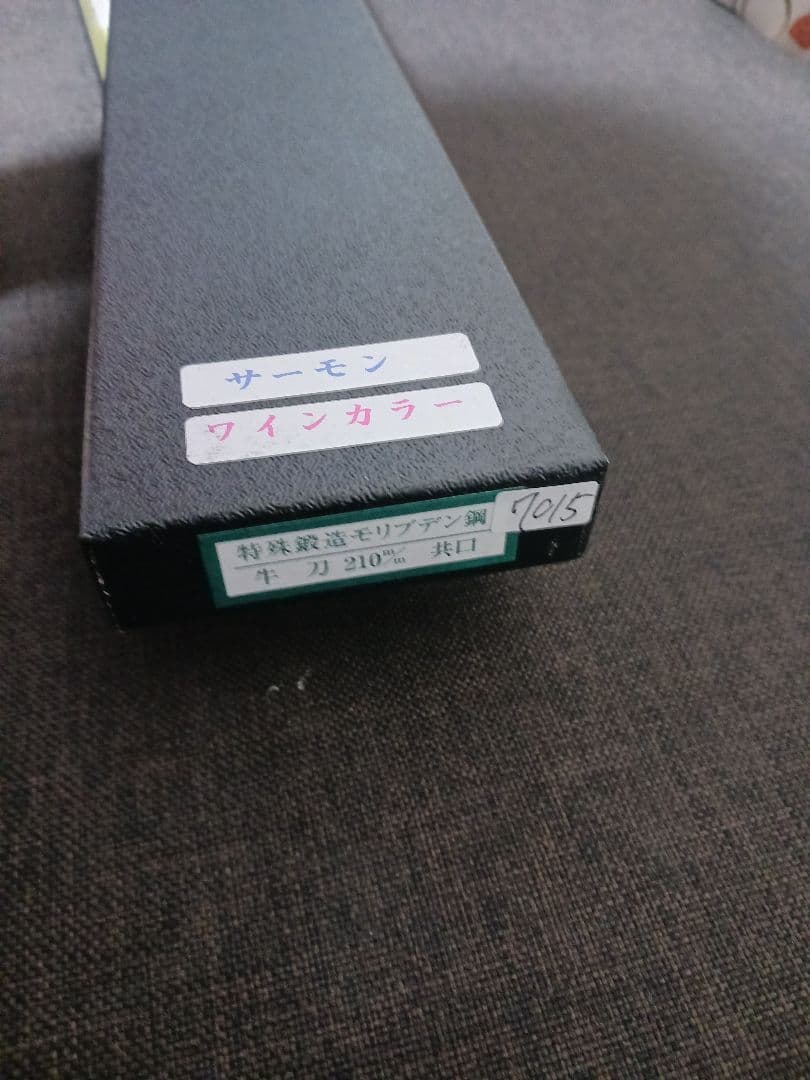 サーモン
ワインカラー
特殊鍛造モリブデン鋼
7015
牛 刀 210m/m 共口